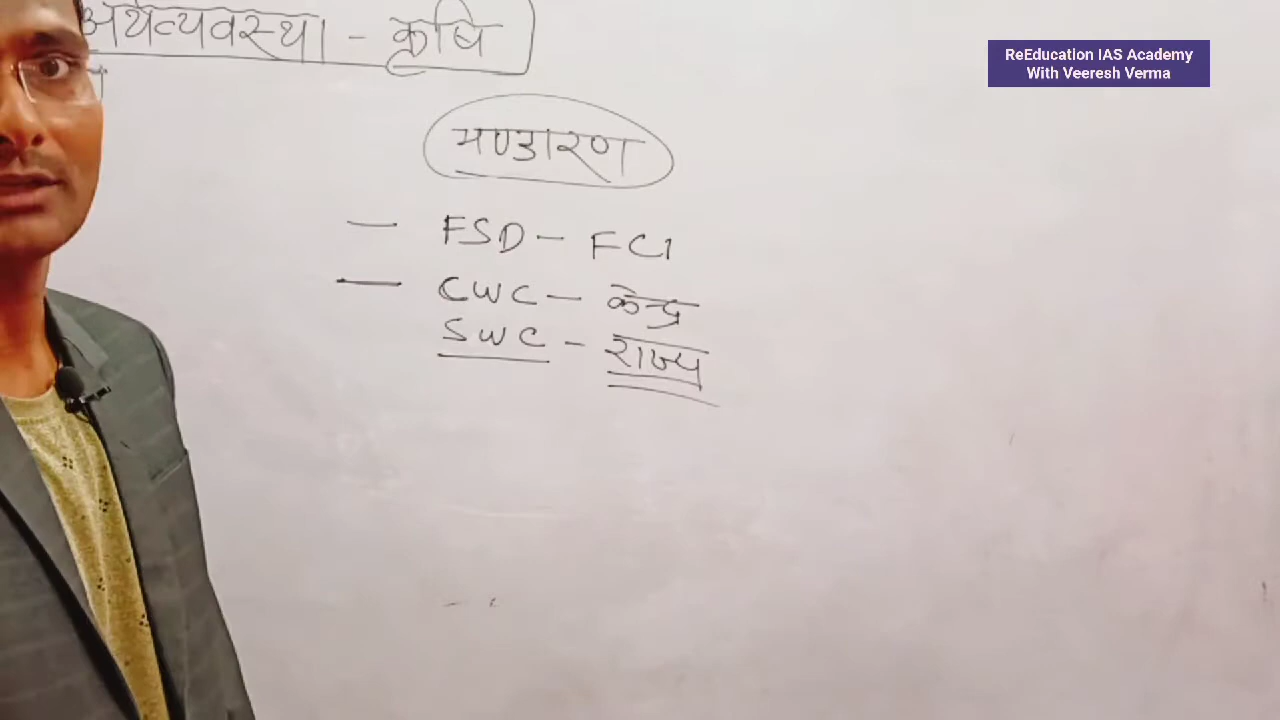 अर्थव्यवस्था - कृषि
ReEducation IAS Academy
With Veeresh Verma
भण्डारण
— FSD - FCI
— CWC - केन्द्र
SWC - राज्य